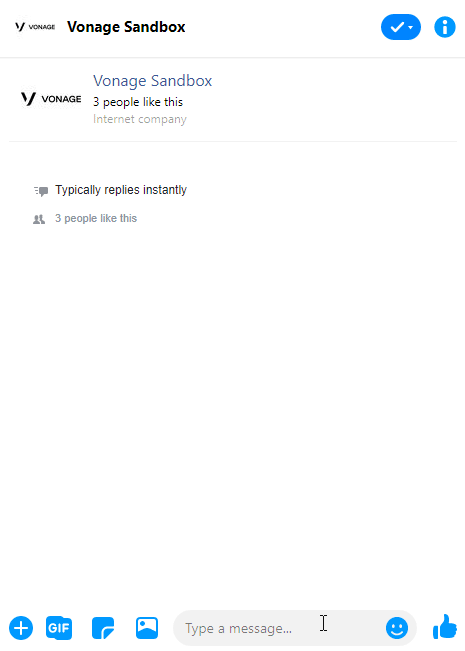 VONAGE Vonage Sandbox
Vonage Sandbox
VONAGE 3 people like this
Internet company
Typically replies instantly
3 people like this
GIF Type a message...